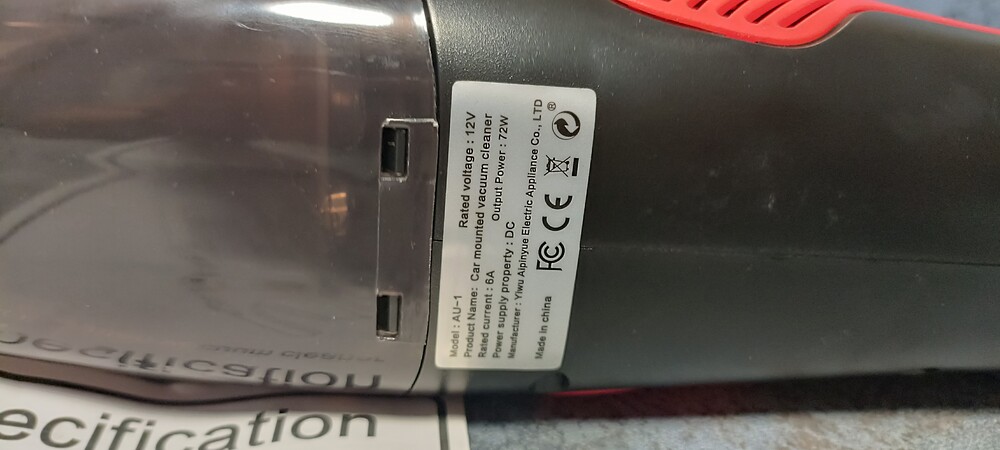 Model : AU-1 Rated voltage : 12V
Product Name: Car mounted vacuum cleaner
Rated current : 6A Output Power : 72W
Power supply property : DC
Manufacturer : Yiwu Aipinyue Electric Appliance Co., LTD
Made in china FC CE ®
ecification